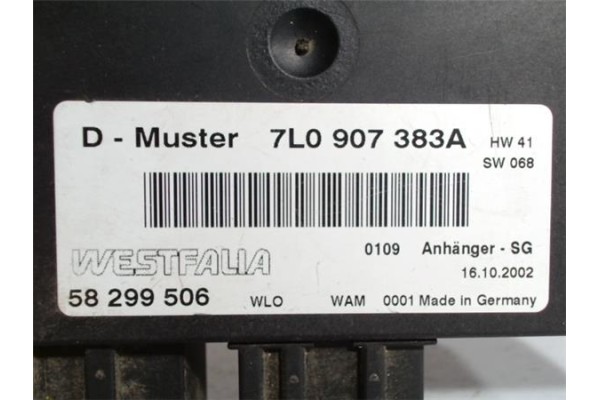 D - Muster 7L0 907 383A HW 41
SW 068
0109 Anhänger - SG
WESTFALIA
16.10.2002
58 299 506 WLO WAM 0001 Made in Germany